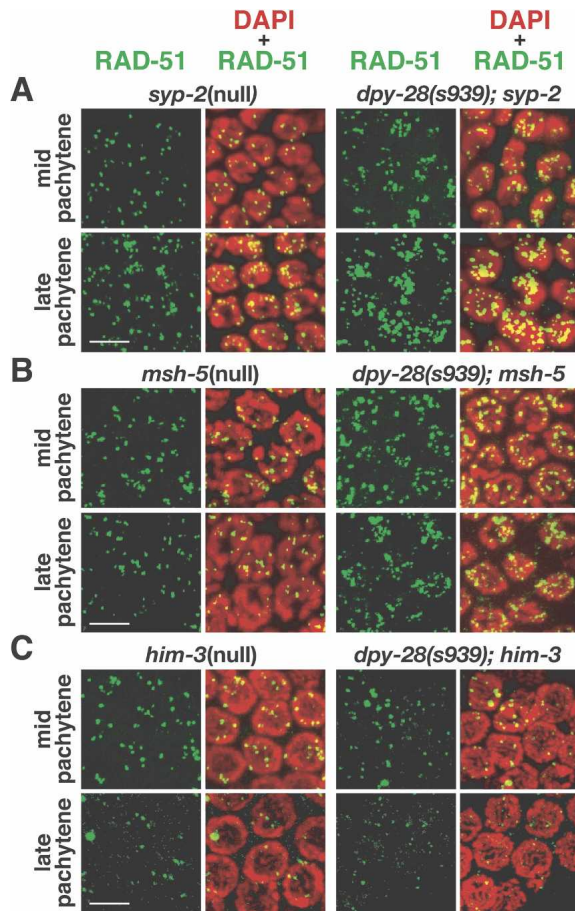 DAPI DAPI
+ +
RAD-51 RAD-51 RAD-51 RAD-51
A syp-2(null) dpy-28(s939); syp-2
mid pachytene
late pachytene
B msh-5(null) dpy-28(s939); msh-5
mid pachytene
late pachytene
C him-3(null) dpy-28(s939); him-3
mid pachytene
late pachytene